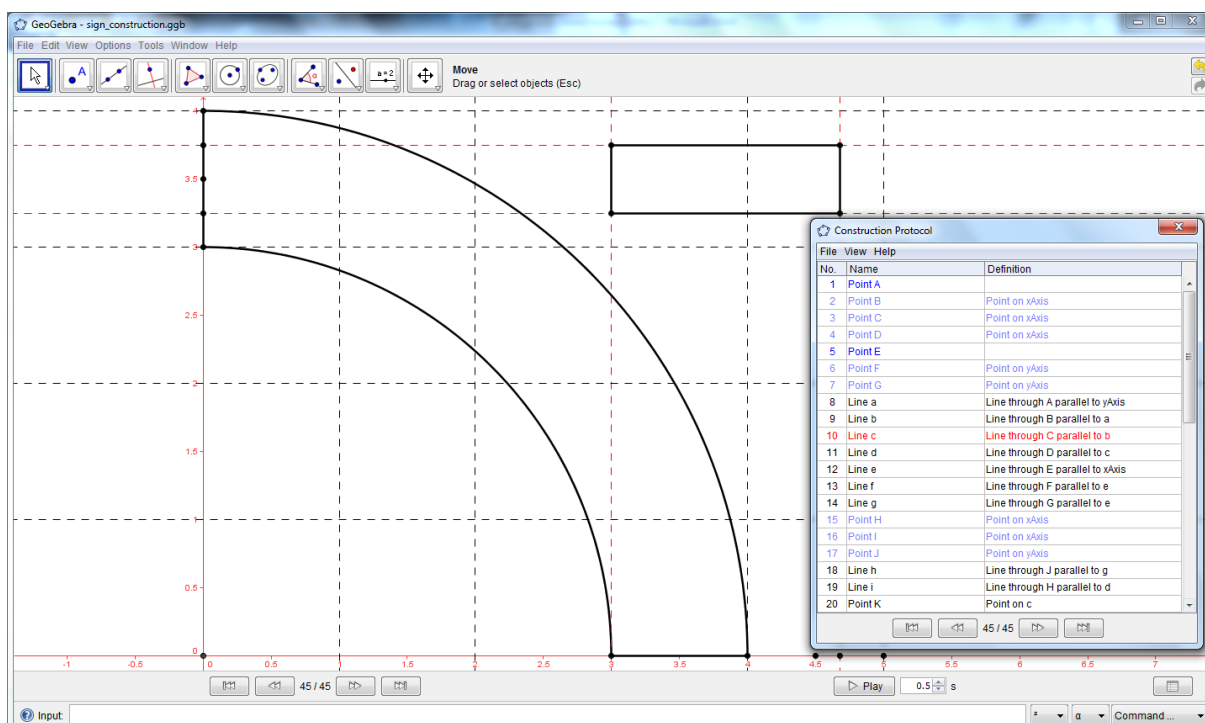 GeoGebra - sign_construction.ggb
File Edit View Options Tools Window Help
A
α
a = 2
Move
Drag or select objects (Esc)
4
3.5
3
2.5
2
1.5
1
0.5
0
-1 -0.5 0 0.5 1 1.5 2 2.5 3 3.5 4 4.5 5 5.5 6 6.5 7
Construction Protocol
File View Help
No. Name Definition
1 Point A
2 Point B Point on xAxis
3 Point C Point on xAxis
4 Point D Point on xAxis
5 Point E
6 Point F Point on yAxis
7 Point G Point on yAxis
8 Line a Line through A parallel to yAxis
9 Line b Line through B parallel to a
10 Line c Line through C parallel to b
11 Line d Line through D parallel to c
12 Line e Line through E parallel to xAxis
13 Line f Line through F parallel to e
14 Line g Line through G parallel to e
15 Point H Point on xAxis
16 Point I Point on xAxis
17 Point J Point on yAxis
18 Line h Line through J parallel to g
19 Line i Line through H parallel to d
20 Point K Point on c
45 / 45
45 / 45
Play 0.5 s
Input:
α Command ...